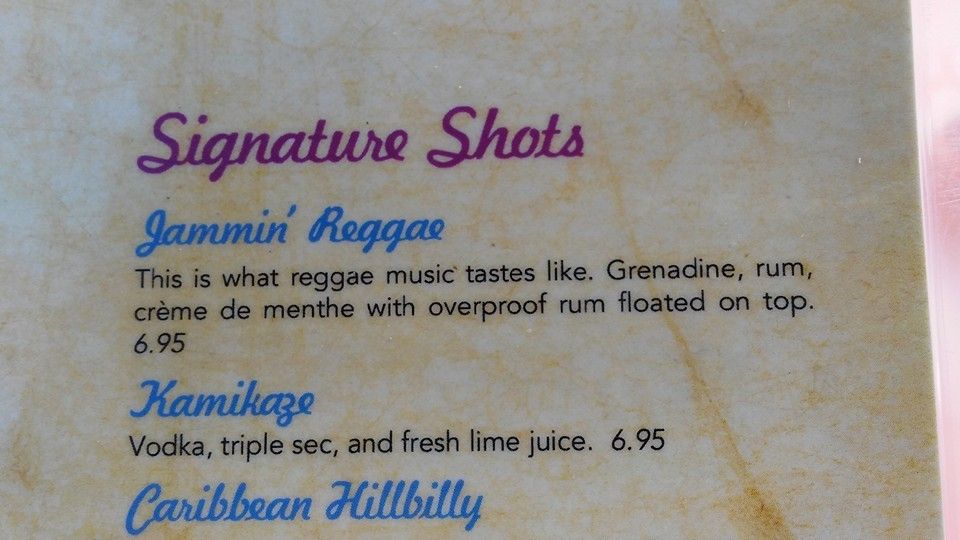 Signature Shots
Jammin' Reggae
This is what reggae music tastes like. Grenadine, rum,
crème de menthe with overproof rum floated on top.
6.95
Kamikaze
Vodka, triple sec, and fresh lime juice. 6.95
Caribbean Hillbilly